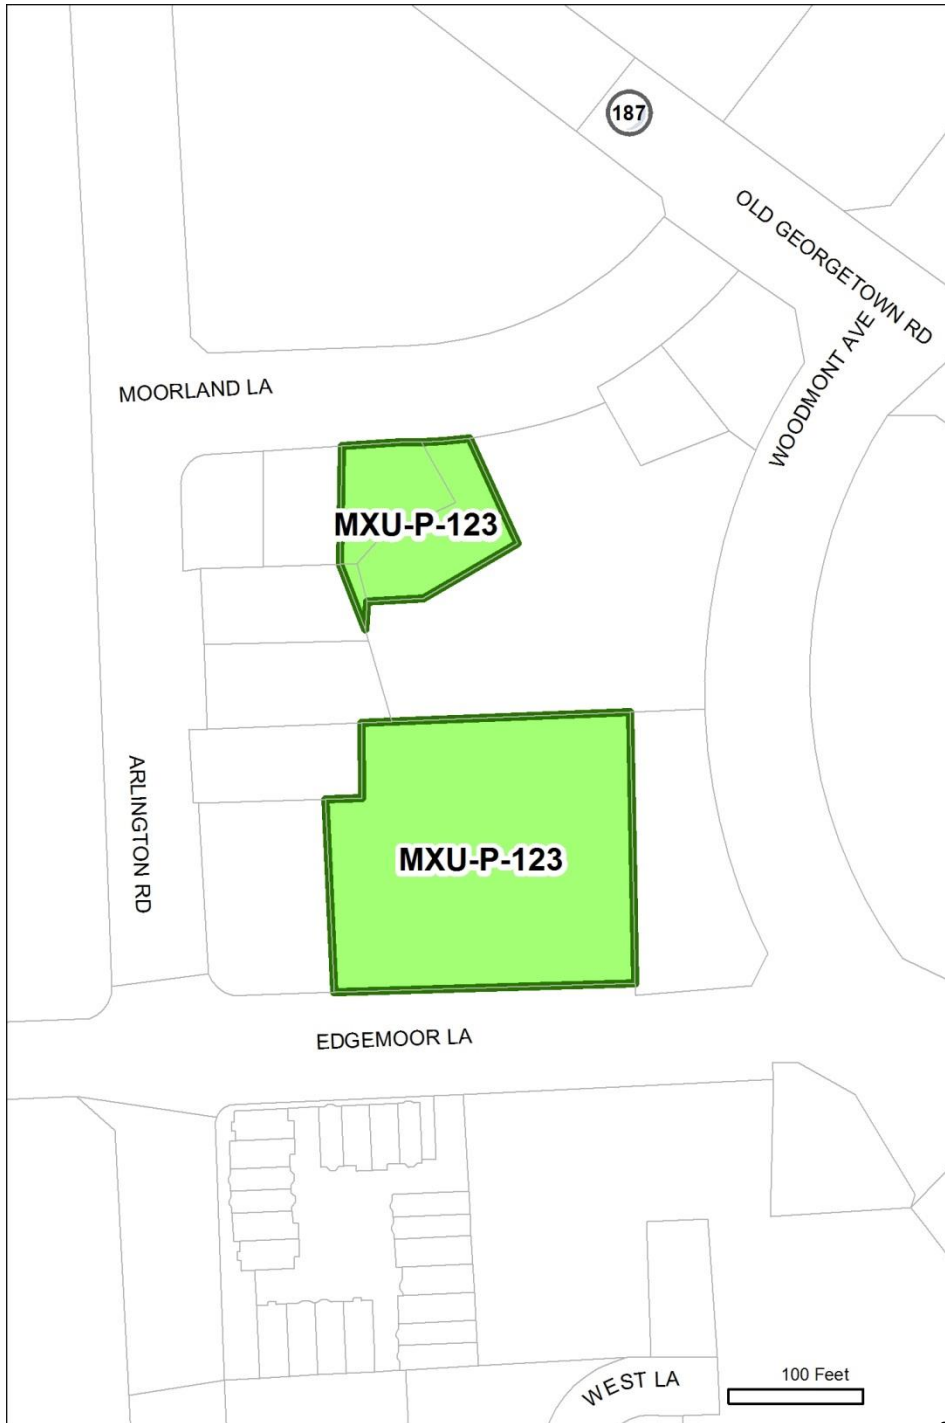 187
OLD GEORGETOWN RD
WOODMONT AVE
MOORLAND LA
MXU-P-123
ARLINGTON RD
MXU-P-123
EDGEMOOR LA
WEST LA
100 Feet